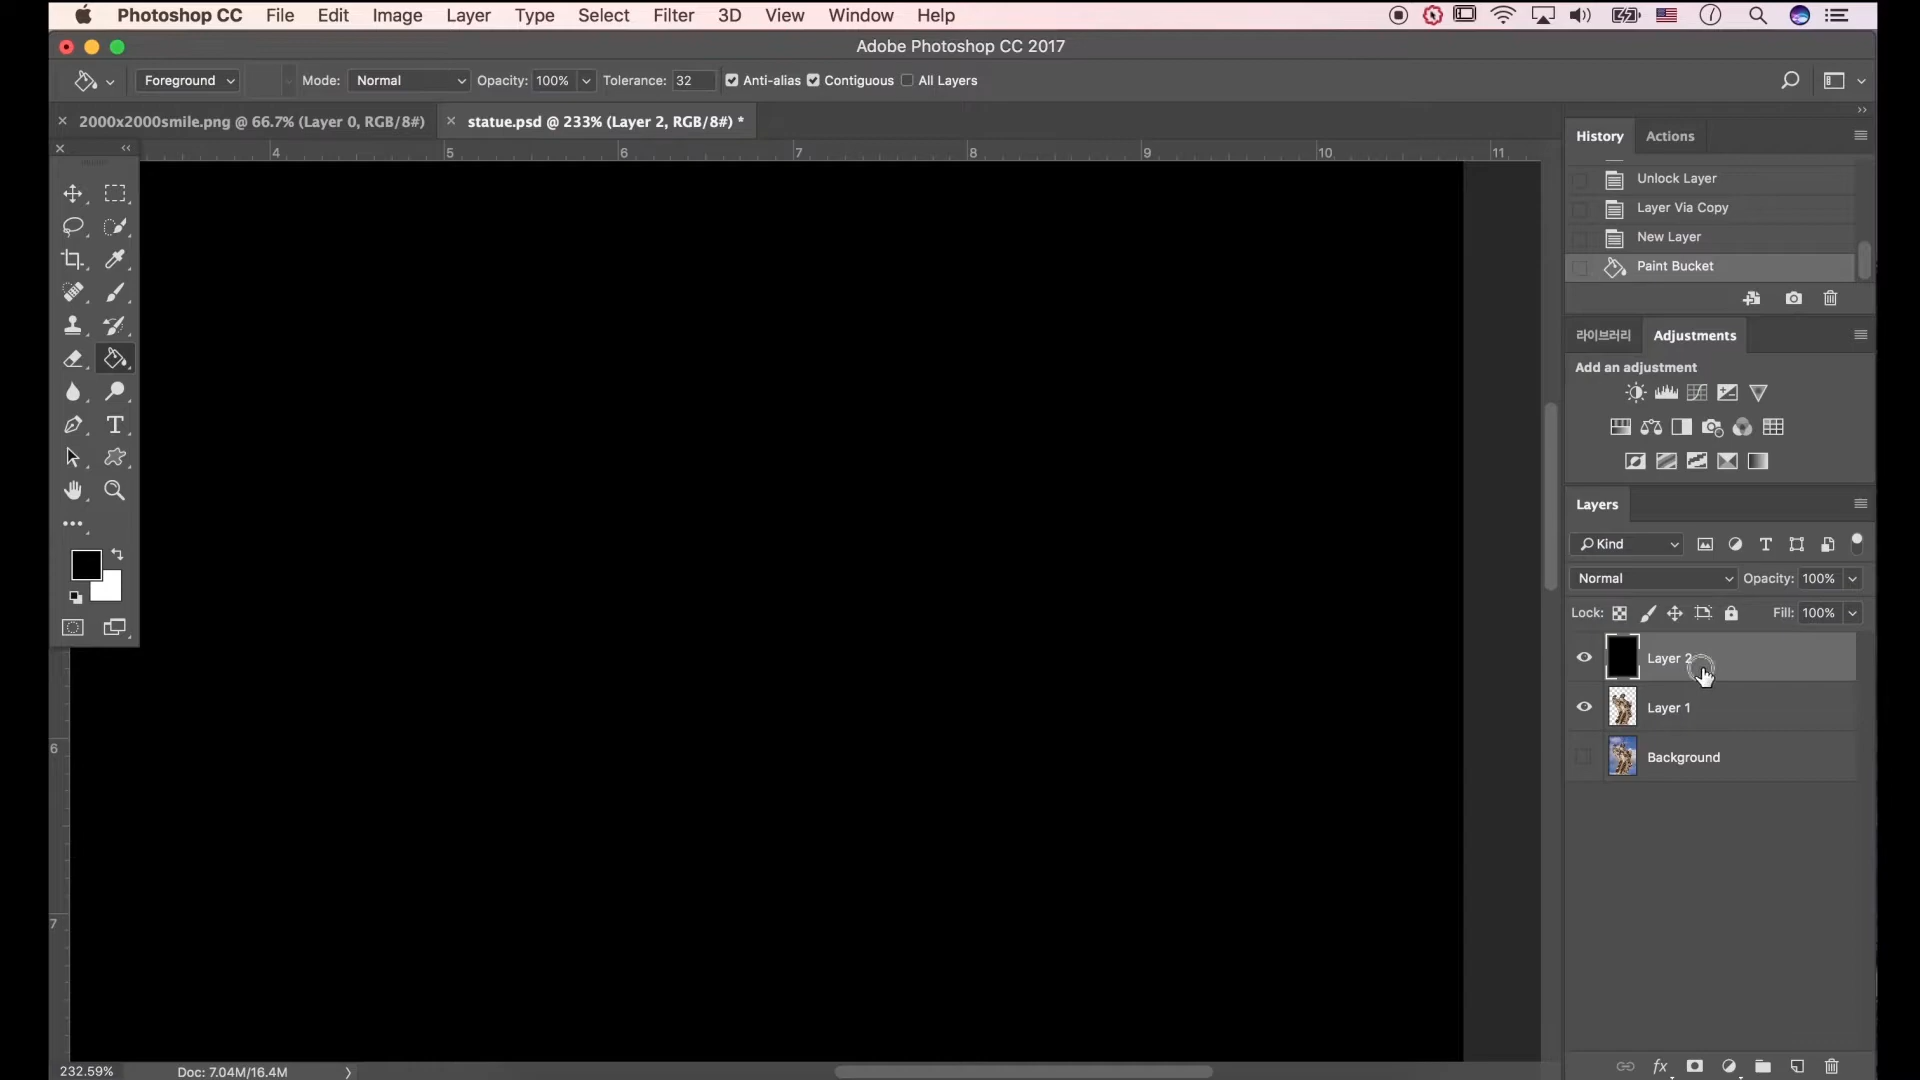 Photoshop CC File Edit Image Layer Type Select Filter 3D View Window Help
Adobe Photoshop CC 2017
Foreground Mode: Normal Opacity: 100% Tolerance: 32 Anti-alias Contiguous All Layers
2000x2000smile.png @ 66.7% (Layer 0, RGB/8#) statue.psd @ 233% (Layer 2, RGB/8#) *
4 5 6 7 8 9 10 11
6
7
History Actions
Unlock Layer
Layer Via Copy
New Layer
Paint Bucket
라이브러리 Adjustments
Add an adjustment
Layers
Kind
Normal Opacity: 100%
Lock: Fill: 100%
Layer 2
Layer 1
Background
fx
232.59% Doc: 7.04M/16.4M